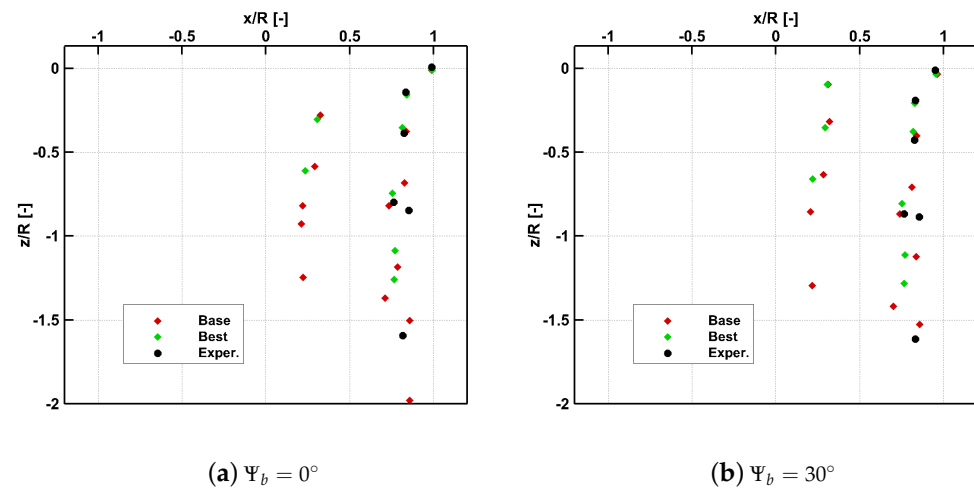 x/R [-]
-1 -0.5 0 0.5 1
0
-0.5
-1
-1.5
-2
z/R [-]
Base
Best
Exper.
(a) Ψb = 0°
x/R [-]
-1 -0.5 0 0.5 1
0
-0.5
-1
-1.5
-2
z/R [-]
Base
Best
Exper.
(b) Ψb = 30°